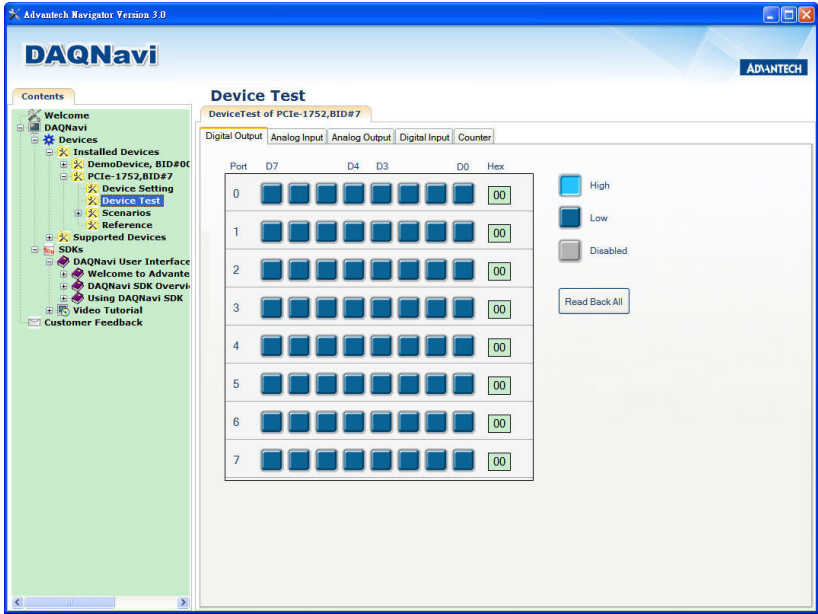 Advantech Navigator Version 3.0
DAQNavi
ADVANTECH
Contents
Welcome
DAQNavi
Devices
Installed Devices
DemoDevice, BID#0
PCIe-1752,BID#7
Device Setting
Device Test
Scenarios
Reference
Supported Devices
SDKs
DAQNavi User Interface
Welcome to Advante
DAQNavi SDK Overvi
Using DAQNavi SDK
Video Tutorial
Customer Feedback
Device Test
DeviceTest of PCIe-1752,BID#7
Digital Output Analog Input Analog Output Digital Input Counter
Port D7 D4 D3 D0 Hex
0 00
1 00
2 00
3 00
4 00
5 00
6 00
7 00
High
Low
Disabled
Read Back All